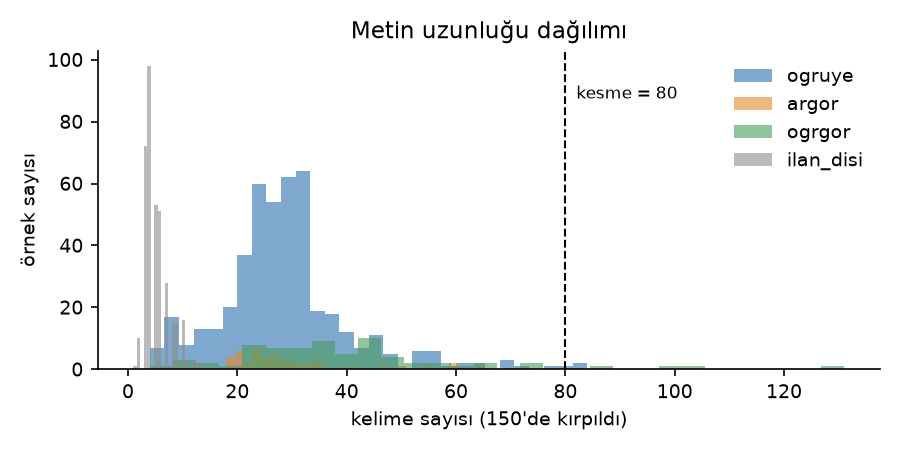 Metin uzunluğu dağılımı
örnek sayısı
100
80
60
40
20
0
kesme = 80
ogruye
argor
ogrgor
ilan_disi
0 20 40 60 80 100 120
kelime sayısı (150'de kırpıldı)